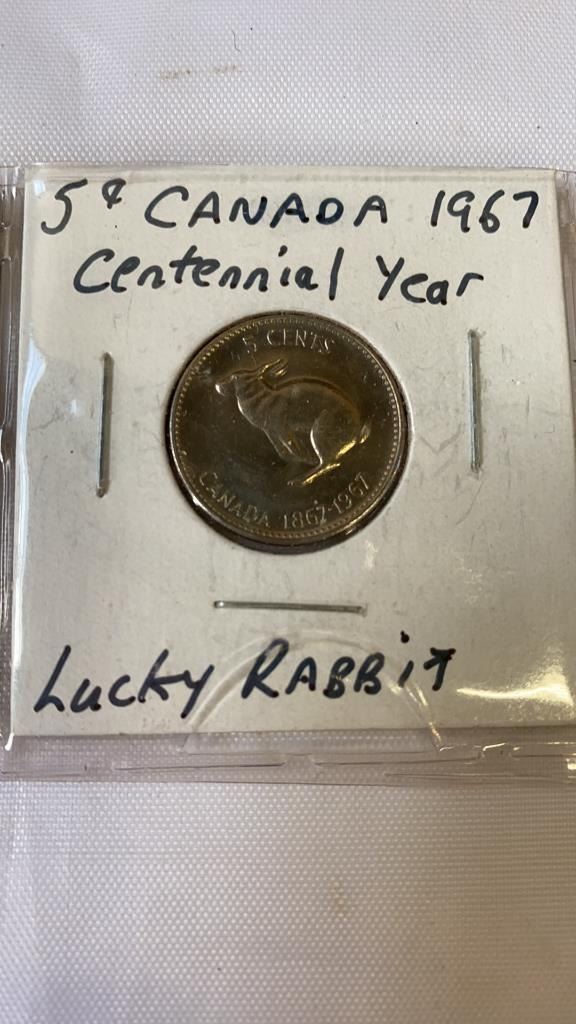 5¢ CANADA 1967
Centennial Year
5 CENTS
CANADA 1867-1967
Lucky RABBiT